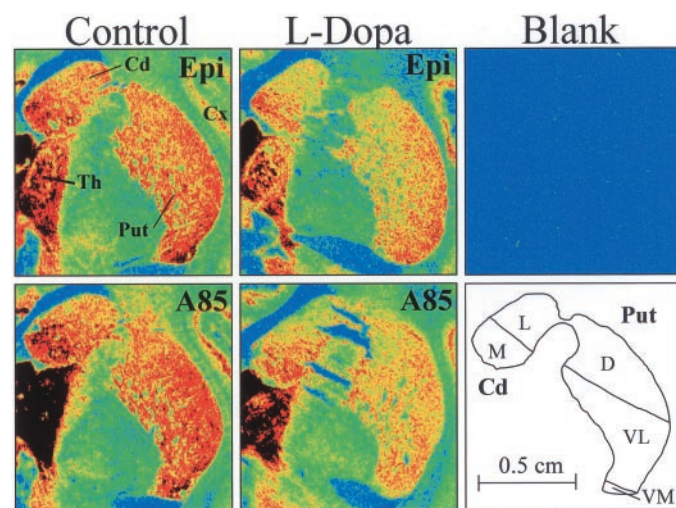 Control L-Dopa Blank
Cd Epi
Cx
Th
Put
Epi
A85
A85
L
M
Cd
Put
D
VL
0.5 cm
VM